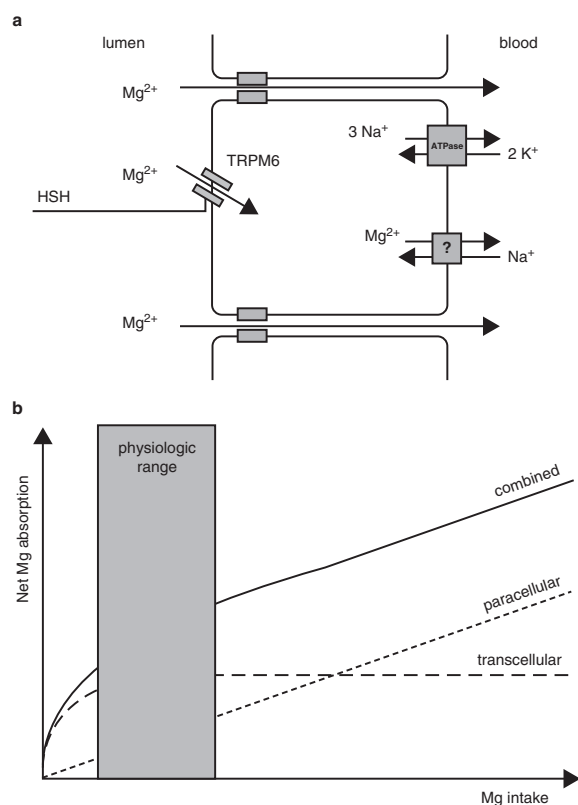 a
lumen
blood
Mg²⁺
3 Na⁺
ATPase
2 K⁺
Mg²⁺
TRPM6
HSH
Mg²⁺
?
Na⁺
Mg²⁺
b
physiologic
range
combined
paracellular
transcellular
Net Mg absorption
Mg intake